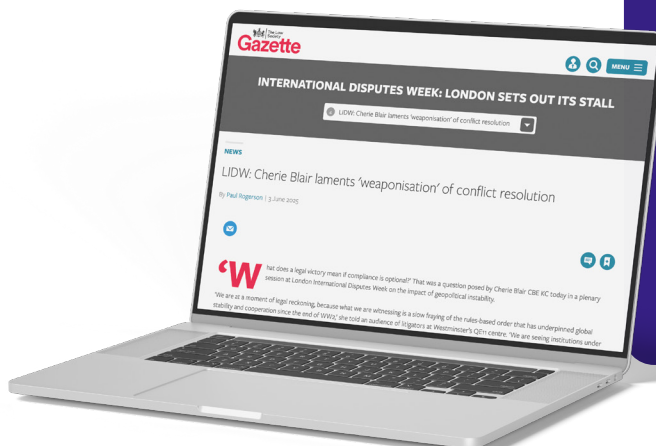 The Law
Society
Gazette
MENU
INTERNATIONAL DISPUTES WEEK: LONDON SETS OUT ITS STALL
LIDW: Cherie Blair laments 'weaponisation' of conflict resolution
NEWS
LIDW: Cherie Blair laments 'weaponisation' of conflict resolution
By Paul Rogerson | 3 June 2025
'What does a legal victory mean if compliance is optional?' That was a question posed by Cherie Blair CBE KC today in a plenary
session at London International Disputes Week on the impact of geopolitical instability.
'We are at a moment of legal reckoning, because what we are witnessing is a slow fraying of the rules-based order that has underpinned global
stability and cooperation since the end of WW2,' she told an audience of litigators at Westminster's QEII centre. 'We are seeing institutions under